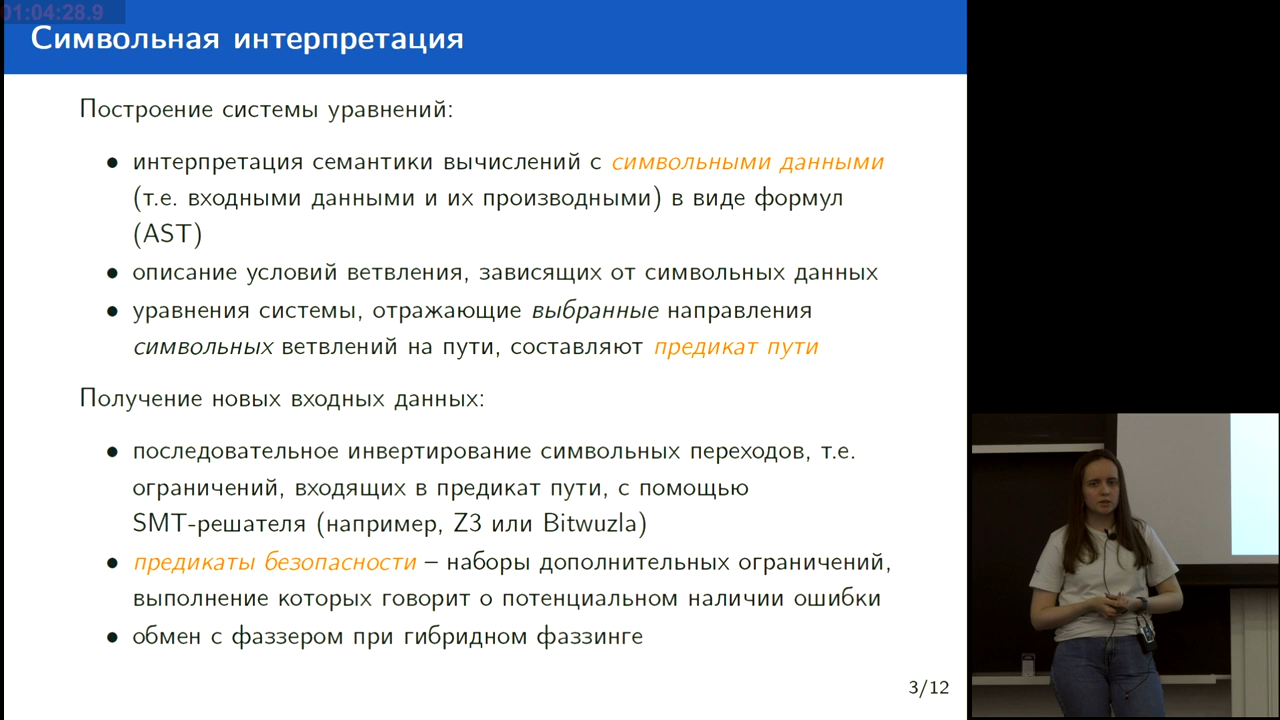 01:04:28.9
Символьная интерпретация
Построение системы уравнений:
• интерпретация семантики вычислений с символьными данными
(т.е. входными данными и их производными) в виде формул
(AST)
• описание условий ветвления, зависящих от символьных данных
• уравнения системы, отражающие выбранные направления
символьных ветвлений на пути, составляют предикат пути
Получение новых входных данных:
• последовательное инвертирование символьных переходов, т.е.
ограничений, входящих в предикат пути, с помощью
SMT-решателя (например, Z3 или Bitwuzla)
• предикаты безопасности – наборы дополнительных ограничений,
выполнение которых говорит о потенциальном наличии ошибки
• обмен с фаззером при гибридном фаззинге
3/12